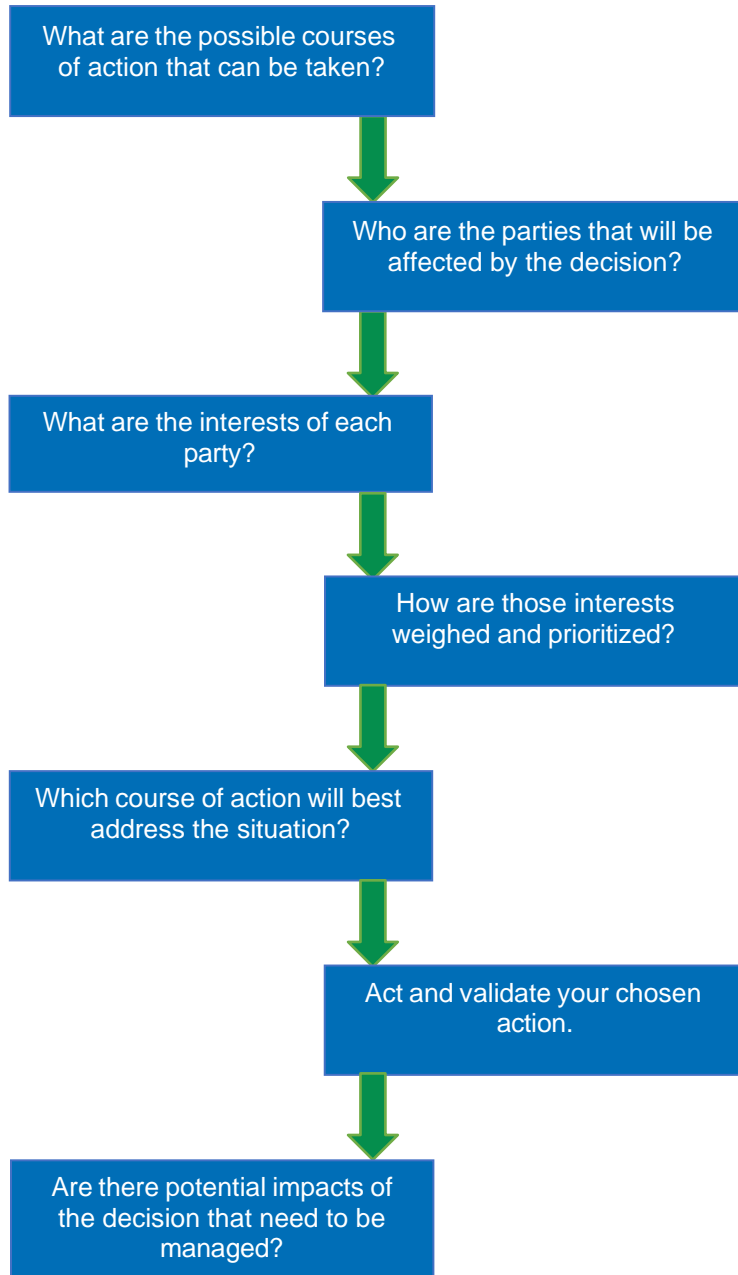 What are the possible courses
of action that can be taken?
Who are the parties that will be
affected by the decision?
What are the interests of each
party?
How are those interests
weighed and prioritized?
Which course of action will best
address the situation?
Act and validate your chosen
action.
Are there potential impacts of
the decision that need to be
managed?